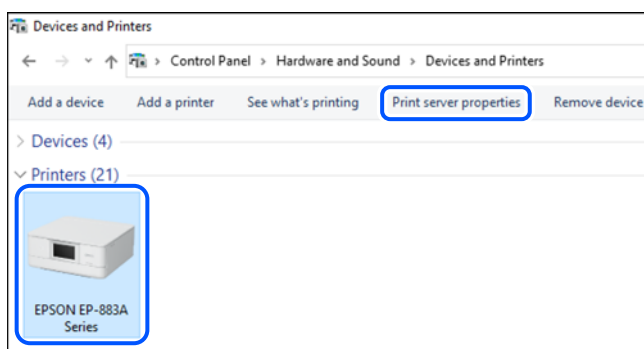 Devices and Printers
Control Panel > Hardware and Sound > Devices and Printers
Add a device Add a printer See what's printing Print server properties Remove device
Devices (4)
Printers (21)
EPSON EP-883A
Series